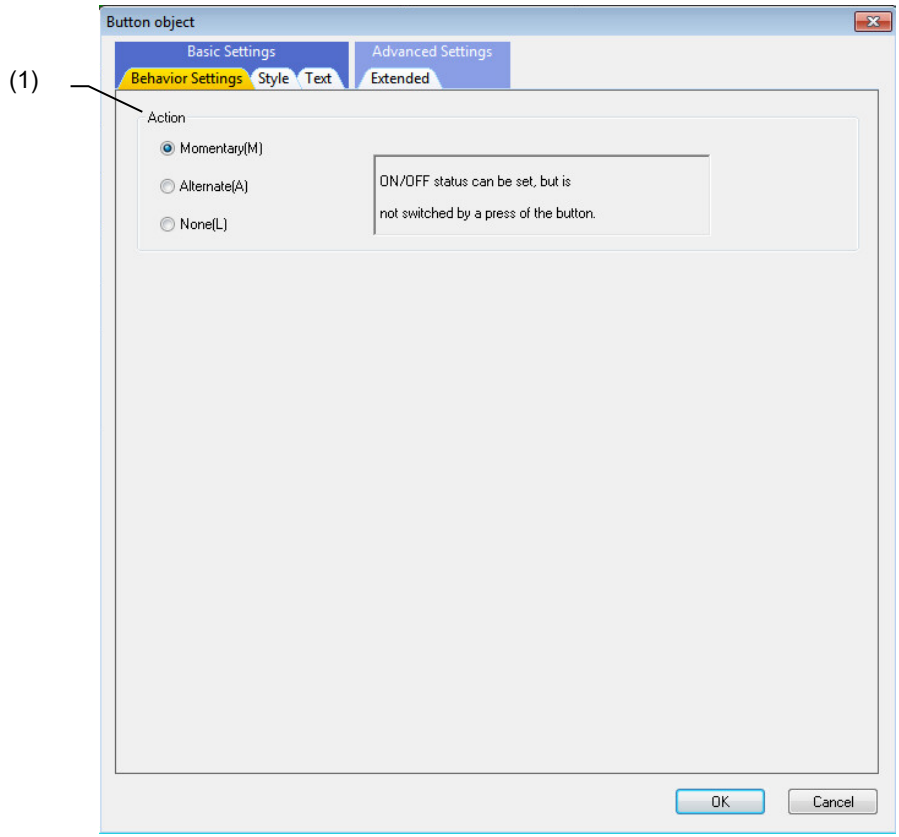 Button object
Basic Settings
Advanced Settings
Behavior Settings Style Text Extended
(1)
Action
Momentary(M)
Alternate(A)
None(L)
ON/OFF status can be set, but is
not switched by a press of the button.
OK Cancel